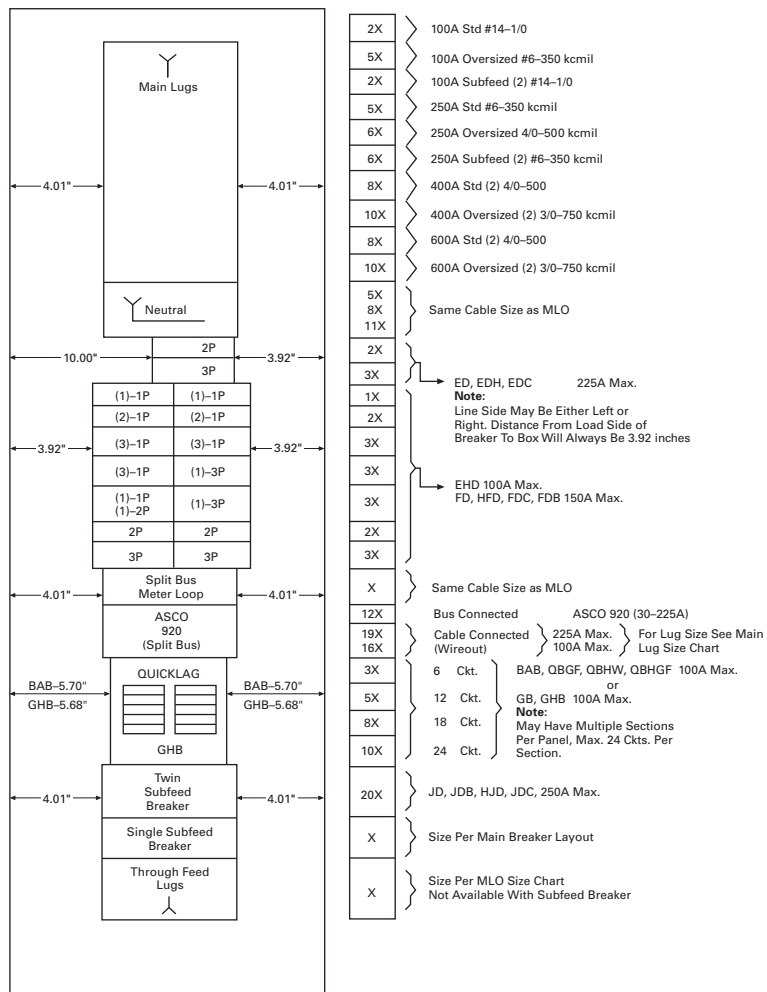 Main Lugs
4.01"
4.01"
Neutral
10.00"
2P
3.92"
3P
(1)–1P
(1)–1P
(2)–1P
(2)–1P
3.92"
(3)–1P
(3)–1P
3.92"
(3)–1P
(1)–3P
(1)–1P
(1)–2P
(1)–3P
2P
2P
3P
3P
4.01"
Split Bus
Meter Loop
4.01"
ASCO
920
(Split Bus)
QUICKLAG
BAB–5.70"
GHB–5.68"
BAB–5.70"
GHB–5.68"
GHB
4.01"
Twin
Subfeed
Breaker
4.01"
Single Subfeed
Breaker
Through Feed
Lugs
2X 100A Std #14–1/0
5X 100A Oversized #6–350 kcmil
2X 100A Subfeed (2) #14–1/0
5X 250A Std #6–350 kcmil
6X 250A Oversized 4/0–500 kcmil
6X 250A Subfeed (2) #6–350 kcmil
8X 400A Std (2) 4/0–500
10X 400A Oversized (2) 3/0–750 kcmil
8X 600A Std (2) 4/0–500
10X 600A Oversized (2) 3/0–750 kcmil
5X
8X Same Cable Size as MLO
11X
2X
3X
ED, EDH, EDC 225A Max.
Note:
Line Side May Be Either Left or
Right. Distance From Load Side of
Breaker To Box Will Always Be 3.92 inches
1X
2X
3X
3X
3X
2X
3X
EHD 100A Max.
FD, HFD, FDC, FDB 150A Max.
X Same Cable Size as MLO
12X Bus Connected ASCO 920 (30–225A)
19X
16X
Cable Connected
(Wireout)
225A Max.
100A Max.
For Lug Size See Main
Lug Size Chart
3X 6 Ckt.
5X 12 Ckt.
8X 18 Ckt.
10X 24 Ckt.
BAB, QBGF, QBHW, QBHGF 100A Max.
or
GB, GHB 100A Max.
Note:
May Have Multiple Sections
Per Panel, Max. 24 Ckts. Per
Section.
20X JD, JDB, HJD, JDC, 250A Max.
X Size Per Main Breaker Layout
X
Size Per MLO Size Chart
Not Available With Subfeed Breaker